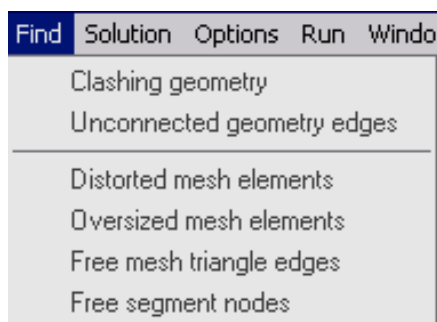 Find Solution Options Run Windo
Clashing geometry
Unconnected geometry edges
Distorted mesh elements
Oversized mesh elements
Free mesh triangle edges
Free segment nodes